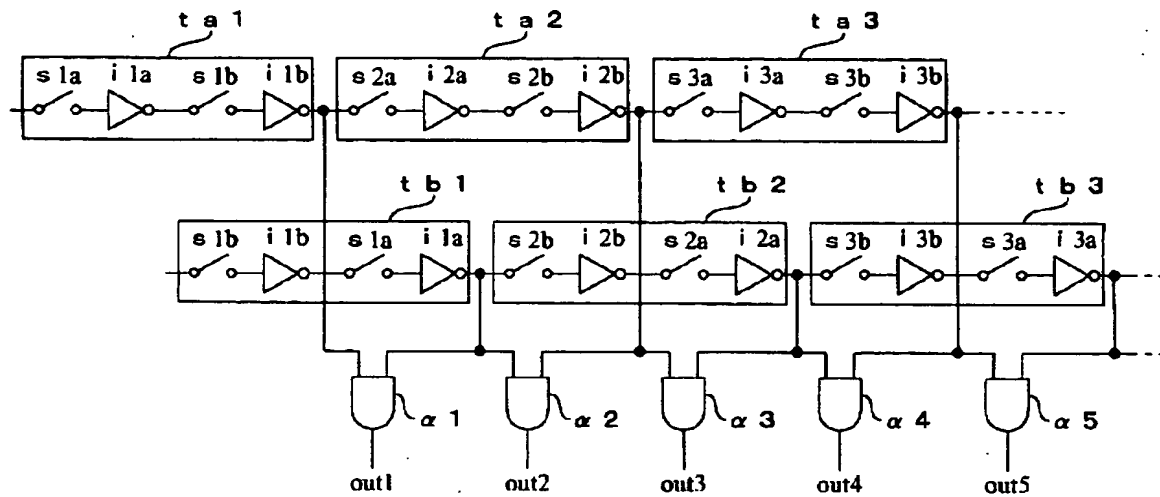 t a 1 t a 2 t a 3
s 1a i 1a s 1b i 1b s 2a i 2a s 2b i 2b s 3a i 3a s 3b i 3b
t b 1 t b 2 t b 3
s 1b i 1b s 1a i 1a s 2b i 2b s 2a i 2a s 3b i 3b s 3a i 3a
α 1 α 2 α 3 α 4 α 5
out1 out2 out3 out4 out5